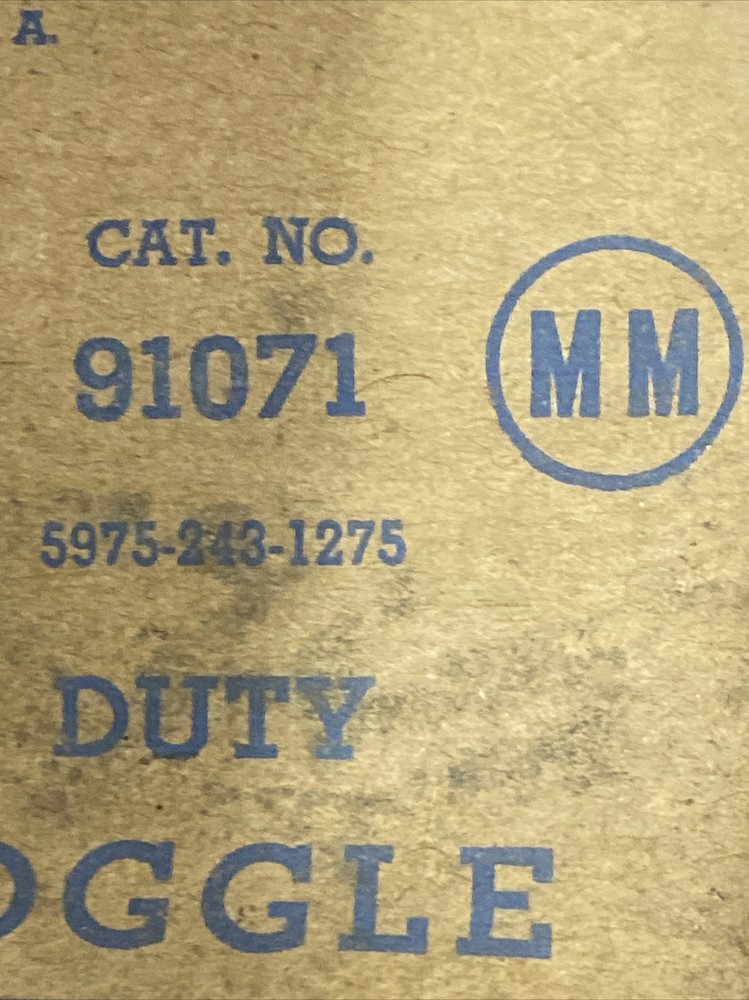 A.
CAT. NO.
91071
MM
5975-243-1275
DUTY
OGGLE